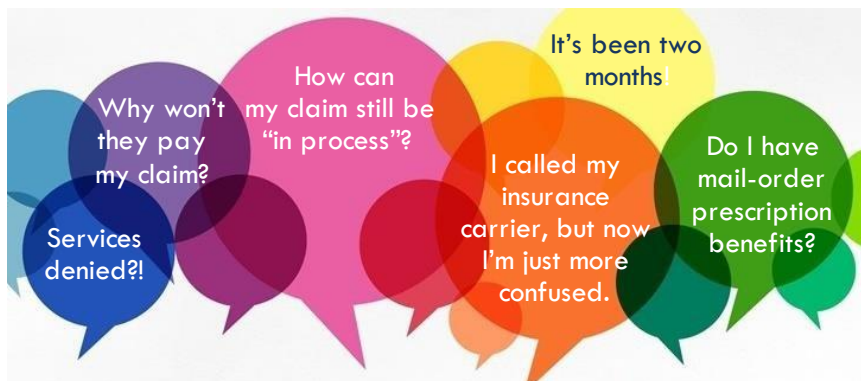 Why won't
they pay
my claim?
Services
denied?!
How can
my claim still be
“in process”?
It's been two
months!
I called my
insurance
carrier, but now
I'm just more
confused.
Do I have
mail-order
prescription
benefits?